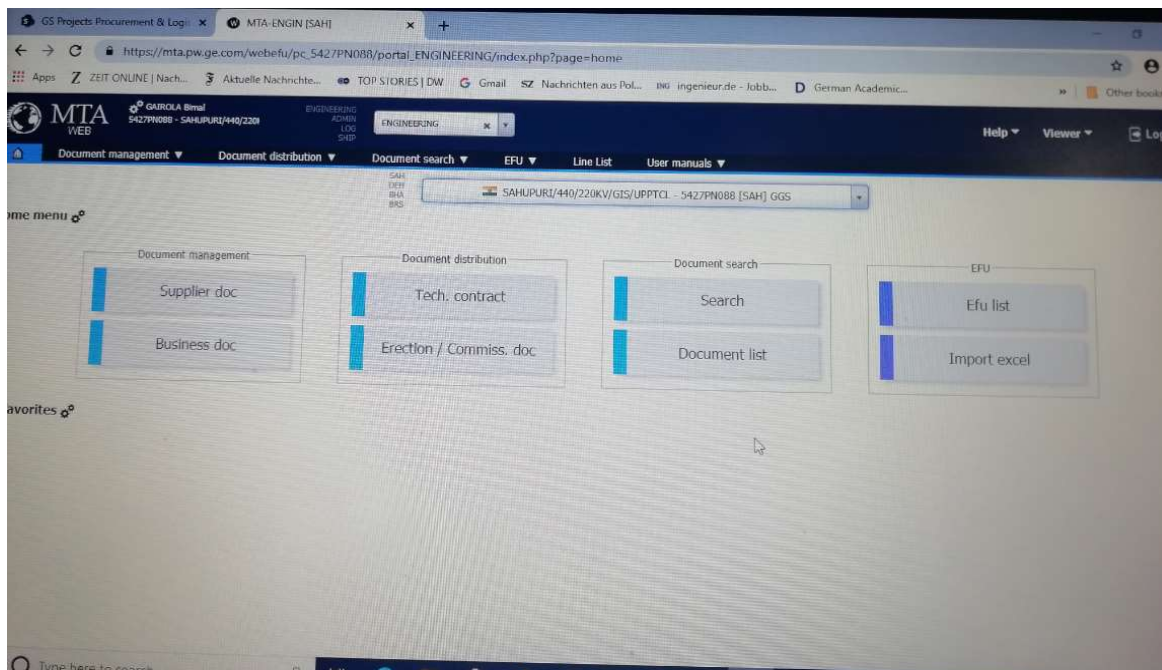 GS Projects Procurement & Logi: × MTA-ENGIN [SAH] × +
https://mta.pw.ge.com/webefu/pc_5427PN088/portal_ENGINEERING/index.php?page=home
Apps ZEIT ONLINE | Nach... Aktuelle Nachrichte... TOP STORIES | DW Gmail Nachrichten aus Pol... ingenieur.de - Jobb... German Academic... » Other book
MTA WEB
GAIROLA Bimal
5427PN088 - SAHUPURI/440/220
ENGINEERING
ADMIN
LOG
SHIP
ENGINEERING ×
Help Viewer Lo
Document management Document distribution Document search EFU Line List User manuals
SAH
BHA
BRS
SAHUPURI/440/220KV/GIS/UPPTCL - 5427PN088 [SAH] GGS
ome menu
Document management Document distribution Document search EFU
Supplier doc Tech. contract Search Efu list
Business doc Erection / Commiss. doc Document list Import excel
avorites
Type here to search